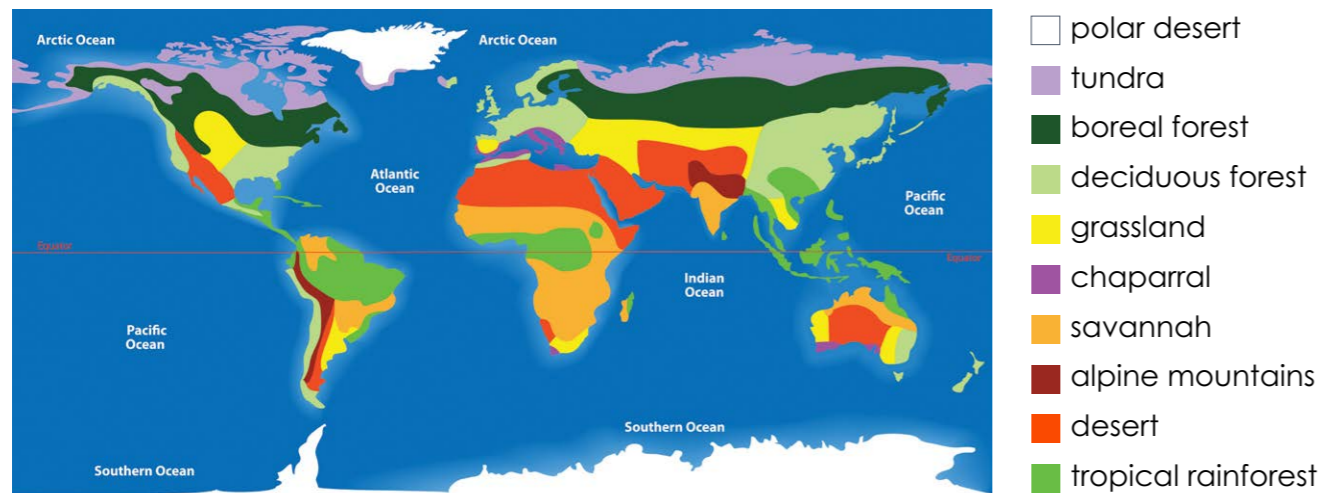 Arctic Ocean
Arctic Ocean
Atlantic
Ocean
Pacific
Ocean
Equator
Equator
Indian
Ocean
Pacific
Ocean
Southern Ocean
Southern Ocean
polar desert
tundra
boreal forest
deciduous forest
grassland
chaparral
savannah
alpine mountains
desert
tropical rainforest